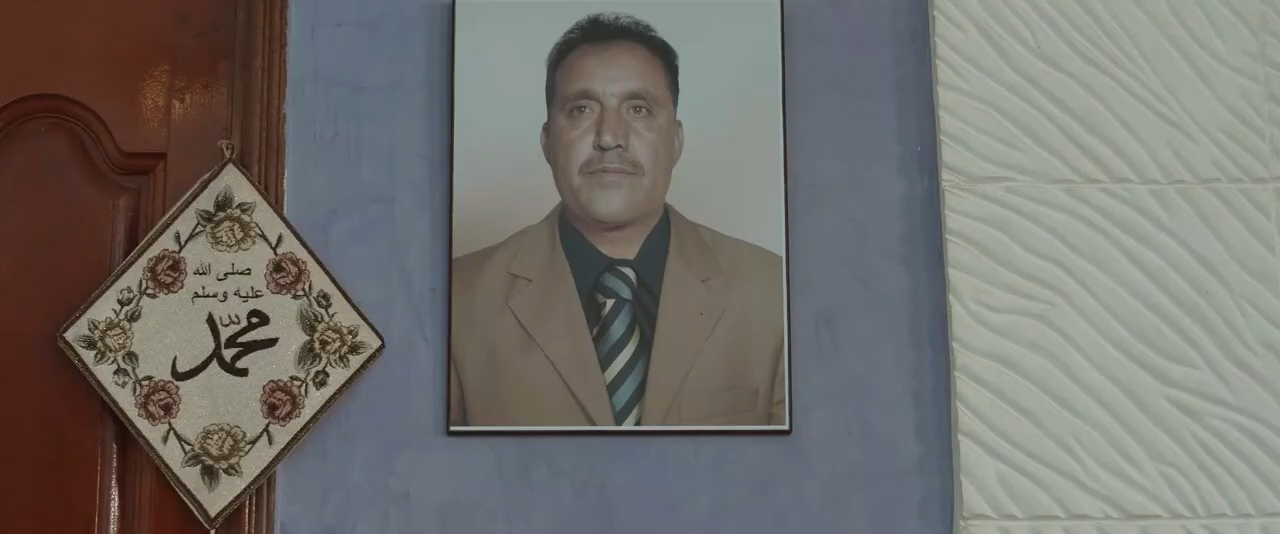 صلى الله
عليه وسلم
محمد